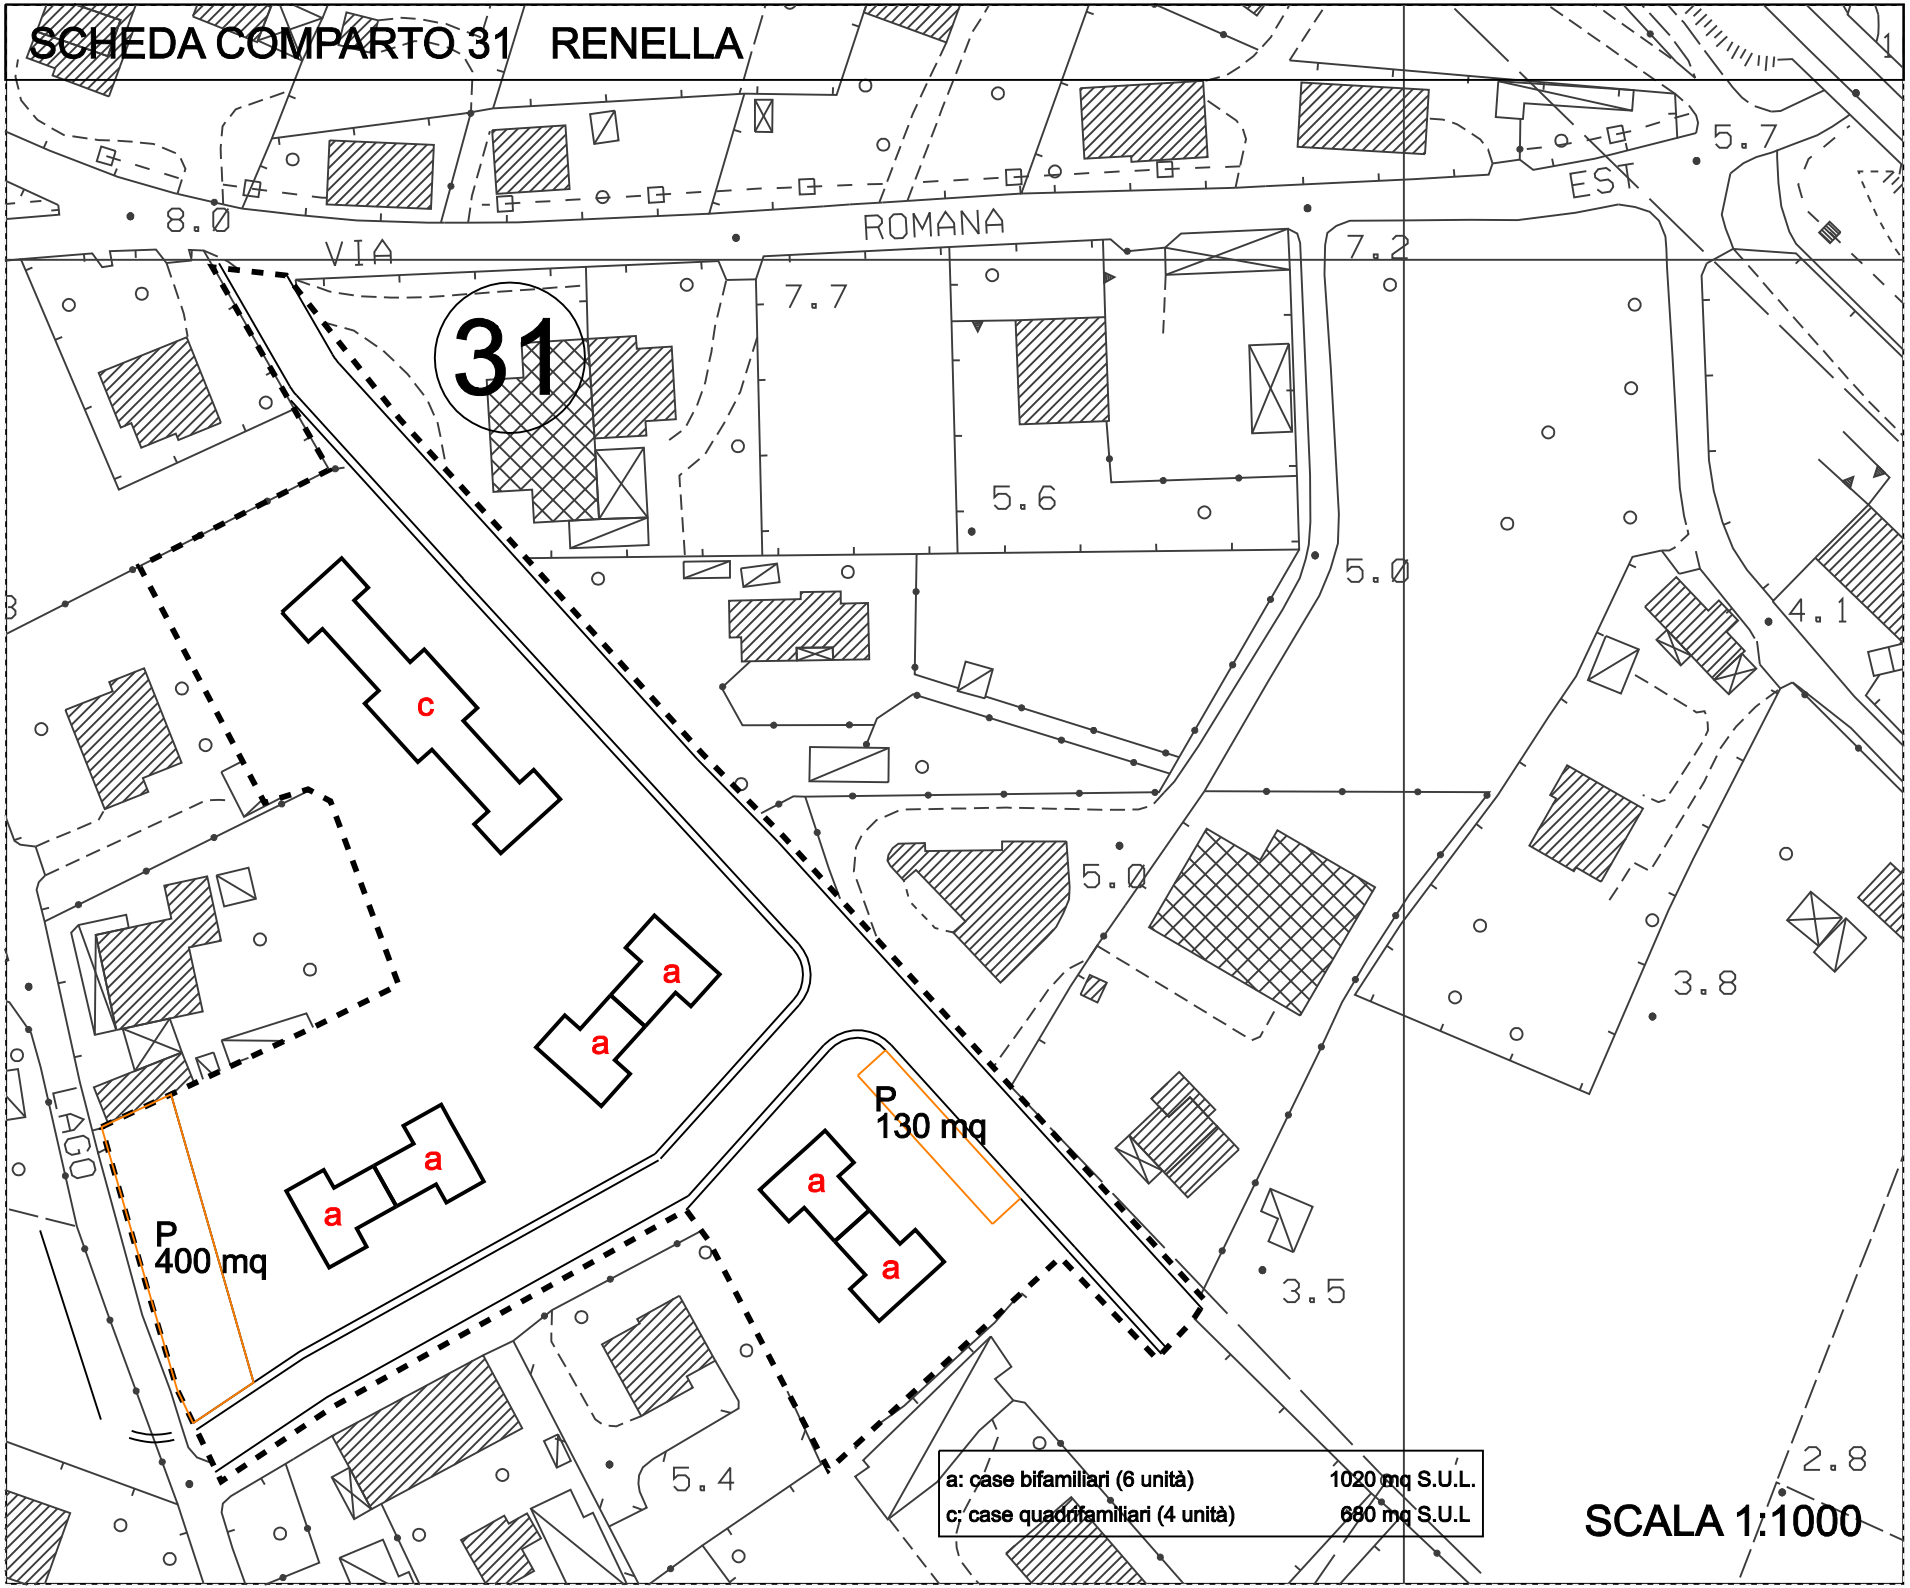 SCHEDA COMPARTO 31 RENELLA
1
5.7
EST
8.0
VIA
ROMANA
7.2
7.7
31
5.6
5.0
3
4.1
c
5.0
a
3.8
a
P
130 mq
LAGO
a
a
a
P
400 mq
a
3.5
5.4
2.8
a: case bifamiliari (6 unità) 1020 mq S.U.L.
c: case quadrifamiliari (4 unità) 680 mq S.U.L
SCALA 1:1000